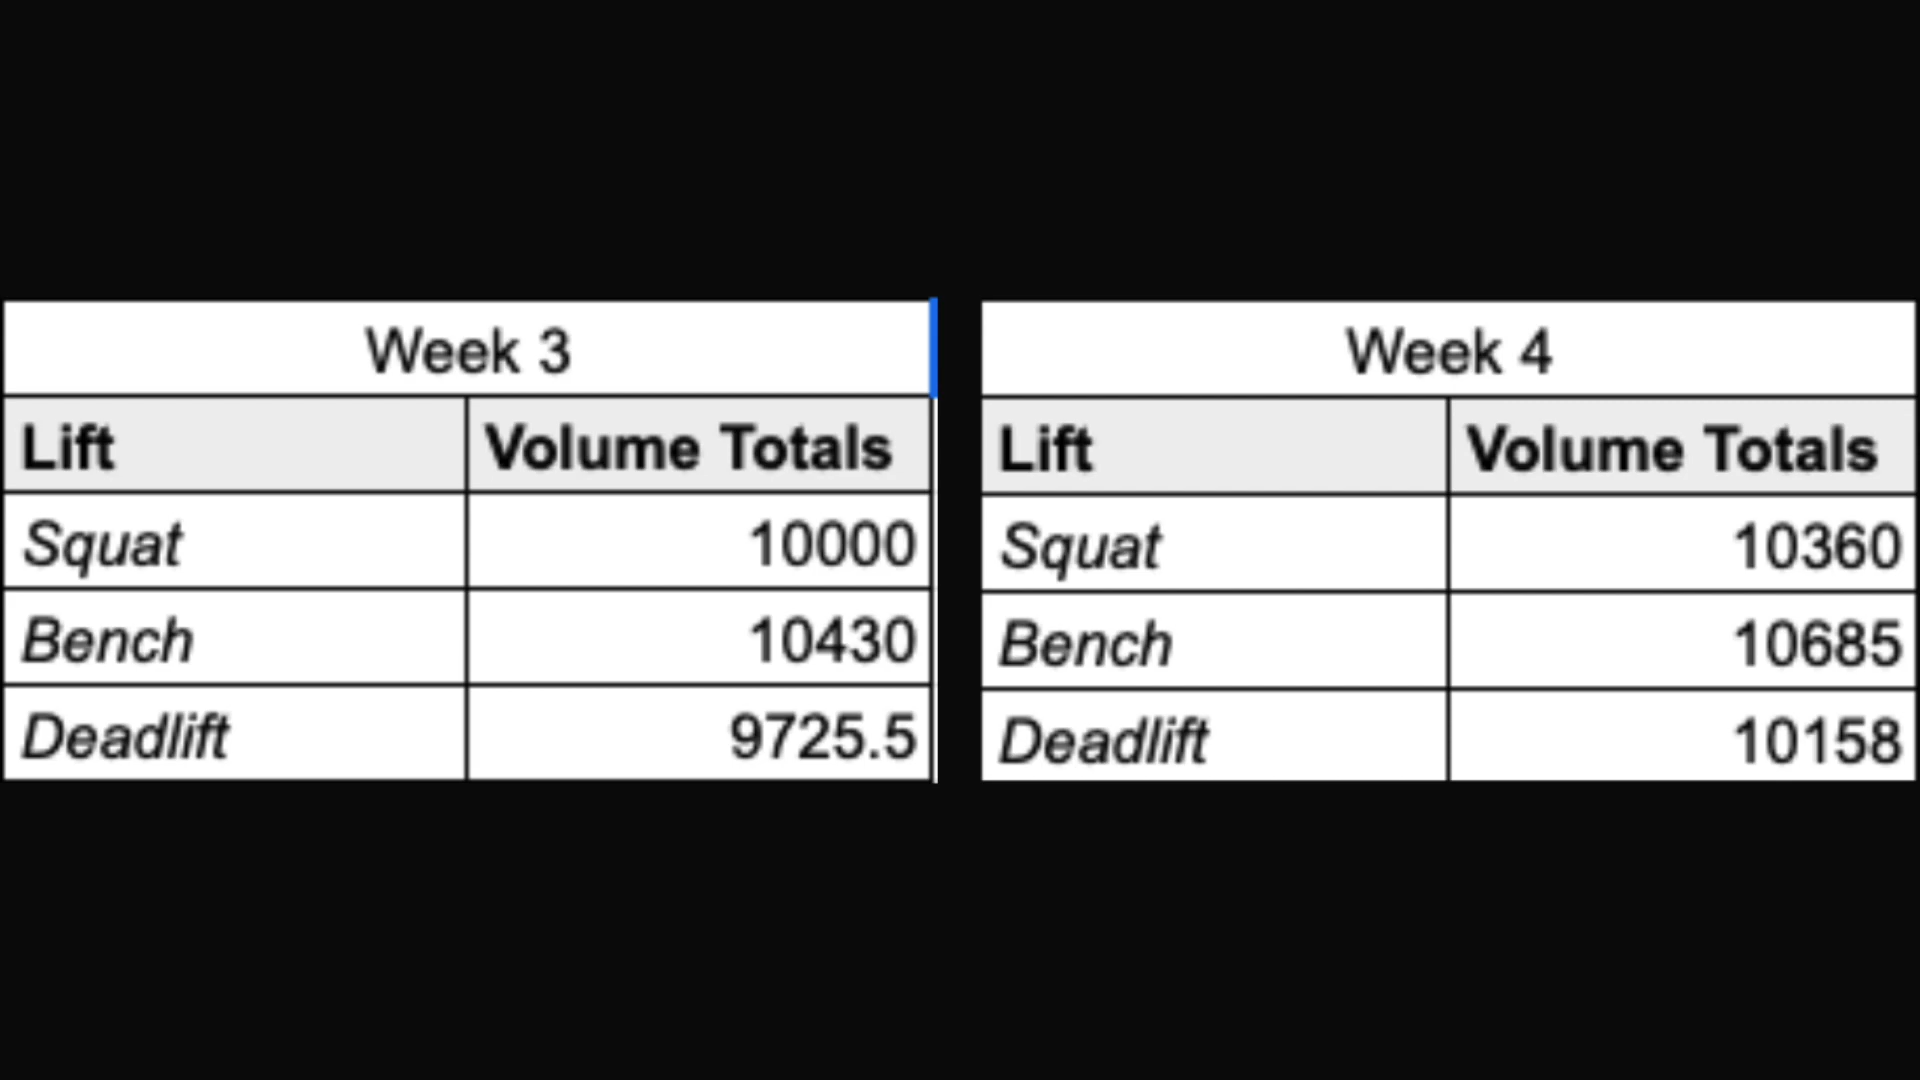 Week 3
Lift Volume Totals
Squat 10000
Bench 10430
Deadlift 9725.5
Week 4
Lift Volume Totals
Squat 10360
Bench 10685
Deadlift 10158